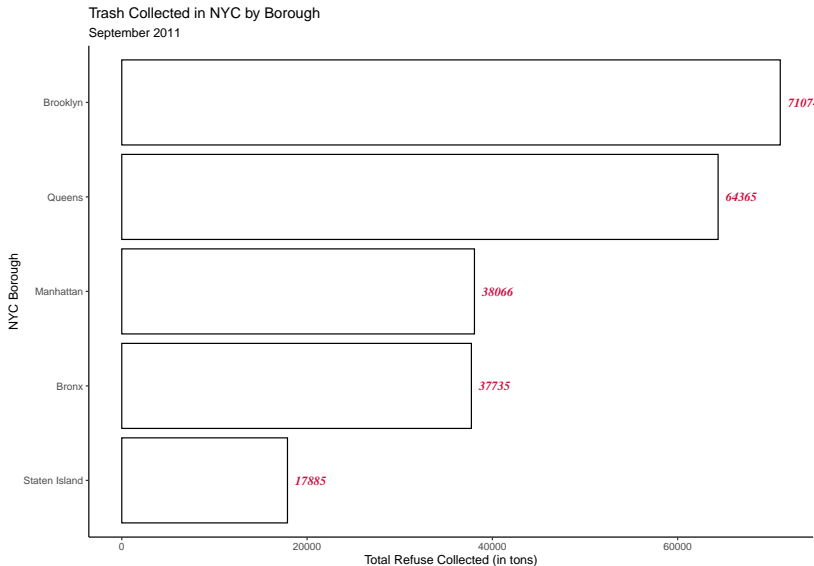 Trash Collected in NYC by Borough
September 2011
NYC Borough
Brooklyn
71074
Queens
64365
Manhattan
38066
Bronx
37735
Staten Island
17885
0 20000 40000 60000
Total Refuse Collected (in tons)